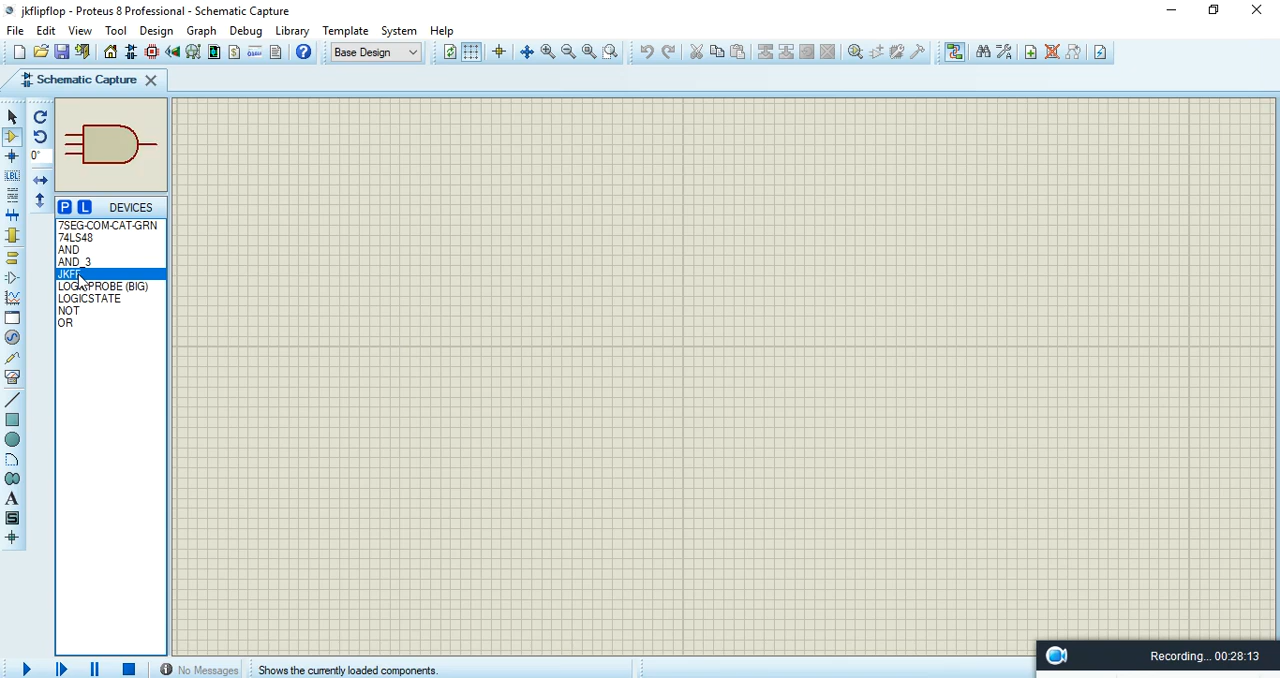 jkflipflop - Proteus 8 Professional - Schematic Capture
File Edit View Tool Design Graph Debug Library Template System Help
Base Design
Schematic Capture
0°
LBL
P L DEVICES
7SEG-COM-CAT-GRN
74LS48
AND
AND_3
JKFF
LOGICPROBE (BIG)
LOGICSTATE
NOT
OR
A
S
No Messages Shows the currently loaded components.
Recording... 00:28:13